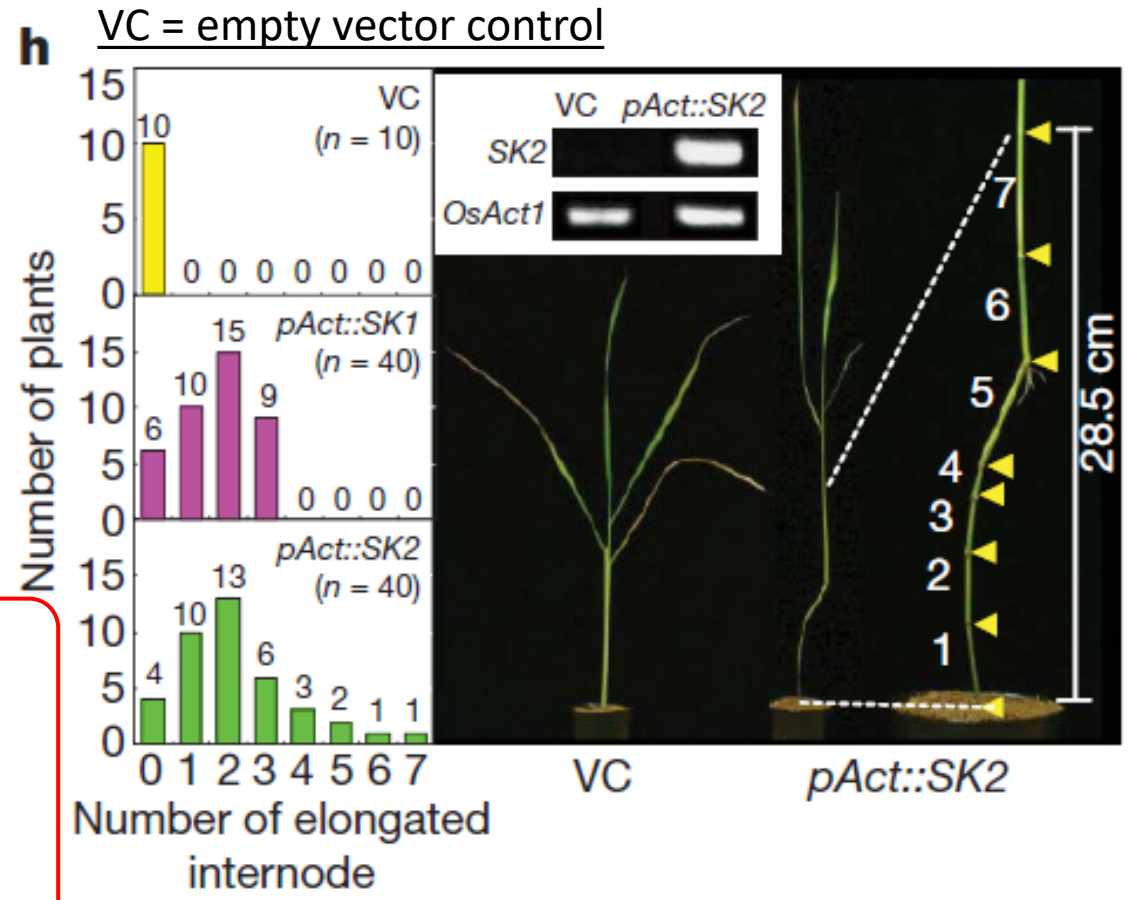 VC = empty vector control
h
Number of plants
15
10
5
0
VC
(n = 10)
10 0 0 0 0 0 0 0
15
10
5
0
pAct::SK1
(n = 40)
6 10 15 9 0 0 0 0
15
10
5
0
pAct::SK2
(n = 40)
4 10 13 6 3 2 1 1
0 1 2 3 4 5 6 7
Number of elongated
internode
VC pAct::SK2
SK2
OsAct1
7
6
5
4
3
2
1
28.5 cm
VC pAct::SK2